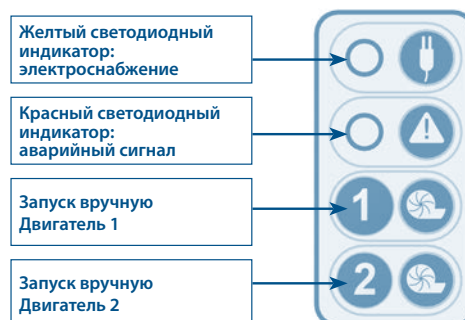 Желтый светодиодный
индикатор:
электроснабжение
Красный светодиодный
индикатор:
аварийный сигнал
Запуск вручную
Двигатель 1
1
Запуск вручную
Двигатель 2
2